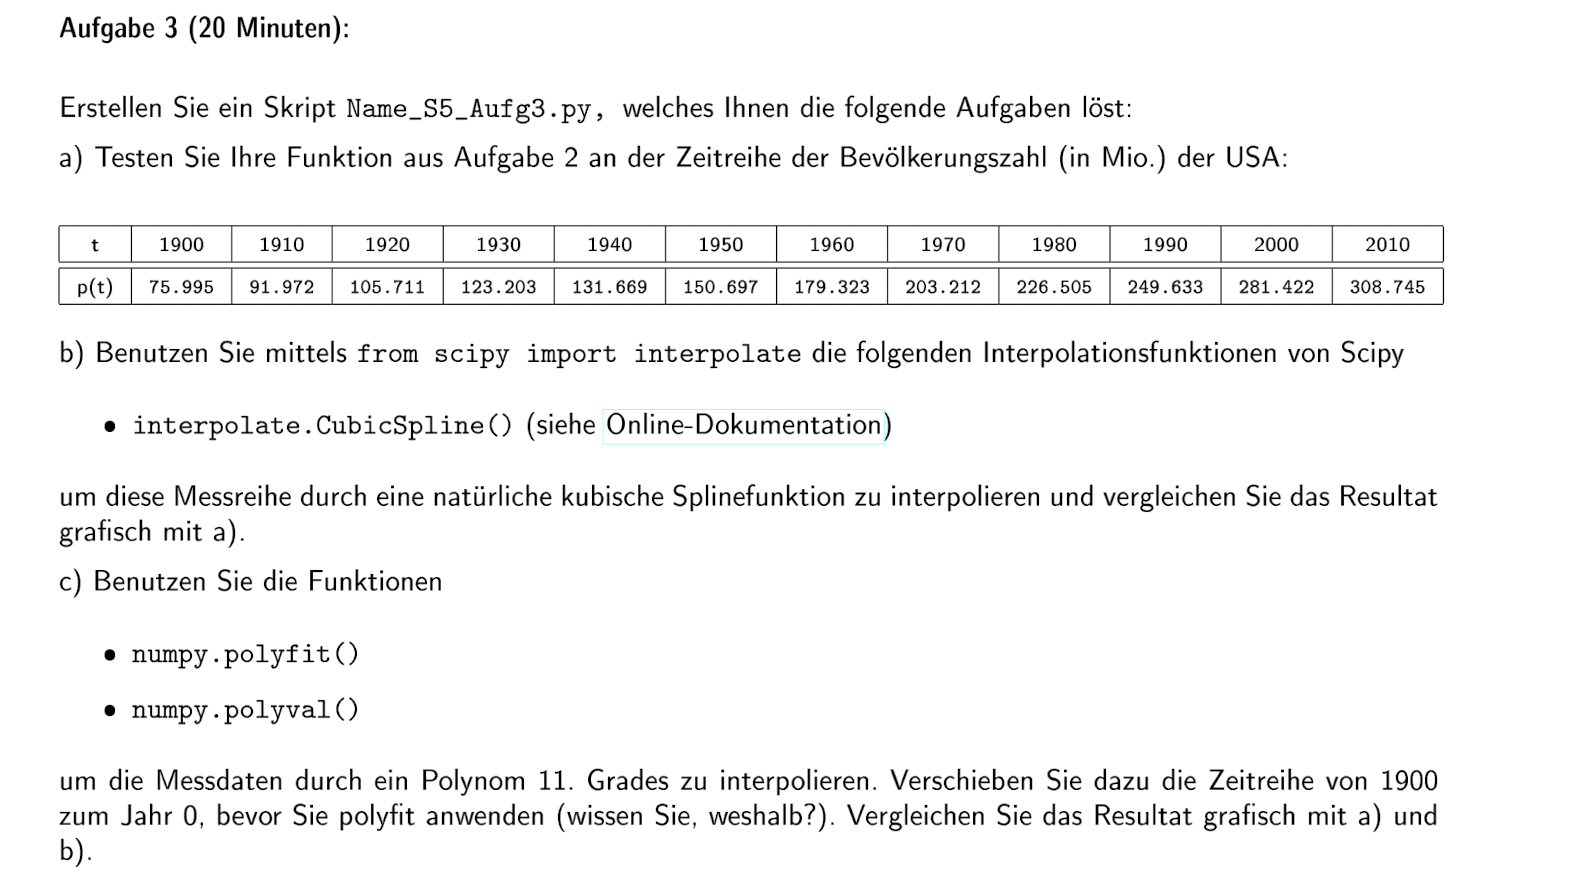 Aufgabe 3 (20 Minuten):
Erstellen Sie ein Skript Name_S5_Aufg3.py, welches Ihnen die folgende Aufgaben löst:
a) Testen Sie Ihre Funktion aus Aufgabe 2 an der Zeitreihe der Bevölkerungszahl (in Mio.) der USA:
t 1900 1910 1920 1930 1940 1950 1960 1970 1980 1990 2000 2010
p(t) 75.995 91.972 105.711 123.203 131.669 150.697 179.323 203.212 226.505 249.633 281.422 308.745
b) Benutzen Sie mittels from scipy import interpolate die folgenden Interpolationsfunktionen von Scipy
• interpolate.CubicSpline() (siehe Online-Dokumentation)
um diese Messreihe durch eine natürliche kubische Splinefunktion zu interpolieren und vergleichen Sie das Resultat
grafisch mit a).
c) Benutzen Sie die Funktionen
• numpy.polyfit()
• numpy.polyval()
um die Messdaten durch ein Polynom 11. Grades zu interpolieren. Verschieben Sie dazu die Zeitreihe von 1900
zum Jahr 0, bevor Sie polyfit anwenden (wissen Sie, weshalb?). Vergleichen Sie das Resultat grafisch mit a) und
b).